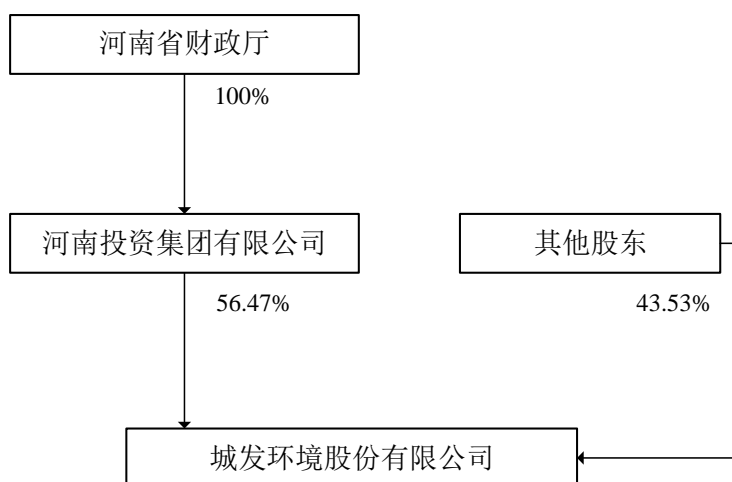 河南省财政厅
100%
河南投资集团有限公司
其他股东
56.47%
43.53%
城发环境股份有限公司